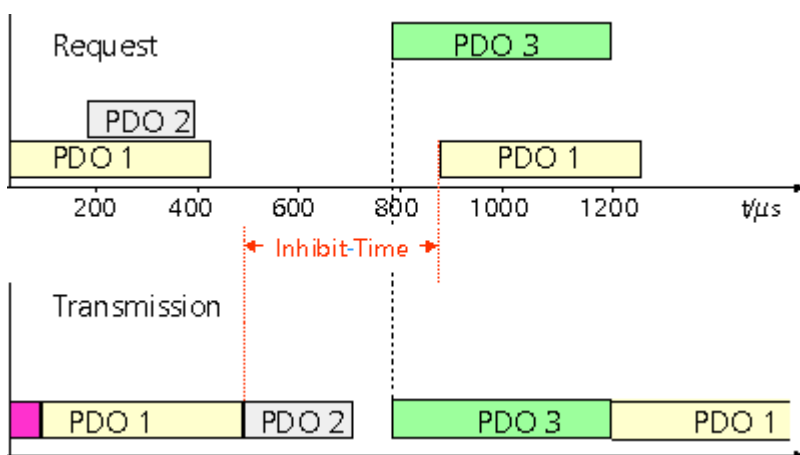 Request
PDO 3
PDO 2
PDO 1
PDO 1
200 400 600 800 1000 1200 t/µs
Inhibit-Time
Transmission
PDO 1 PDO 2 PDO 3 PDO 1